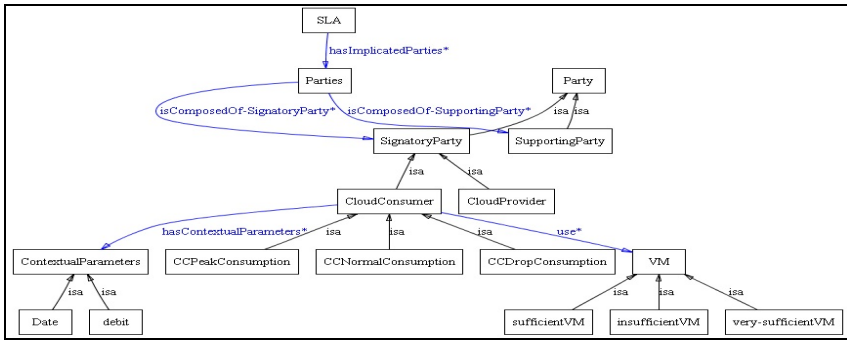 SLA
hasImplicatedParties*
Parties
Party
isComposedOf-SignatoryParty*
isComposedOf-SupportingParty*
isa
isa
SignatoryParty
SupportingParty
isa
isa
CloudConsumer
CloudProvider
hasContextualParameters*
isa
isa
isa
use*
ContextualParameters
CCPeakConsumption
CCNormalConsumption
CCDropConsumption
VM
isa
isa
isa
isa
isa
Date
debit
sufficientVM
insufficientVM
very-sufficientVM